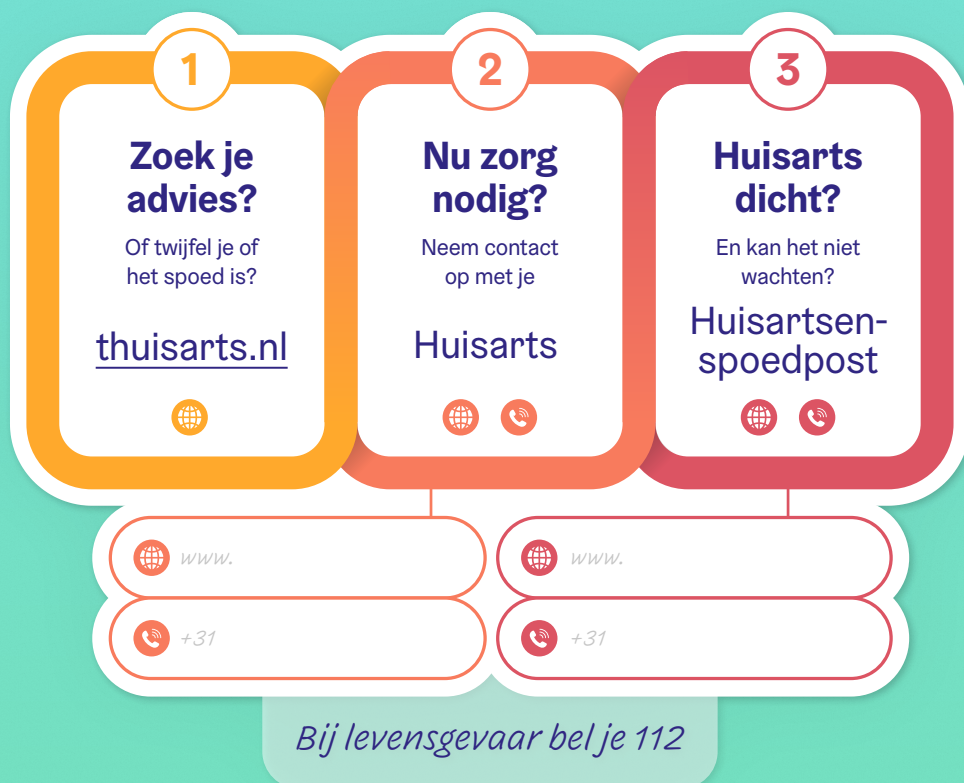 1
Zoek je
advies?
Of twijfel je of
het spoed is?
thuisarts.nl
2
Nu zorg
nodig?
Neem contact
op met je
Huisarts
3
Huisarts
dicht?
En kan het niet
wachten?
Huisartsen-
spoedpost
www.
+31
www.
+31
Bij levensgevaar bel je 112